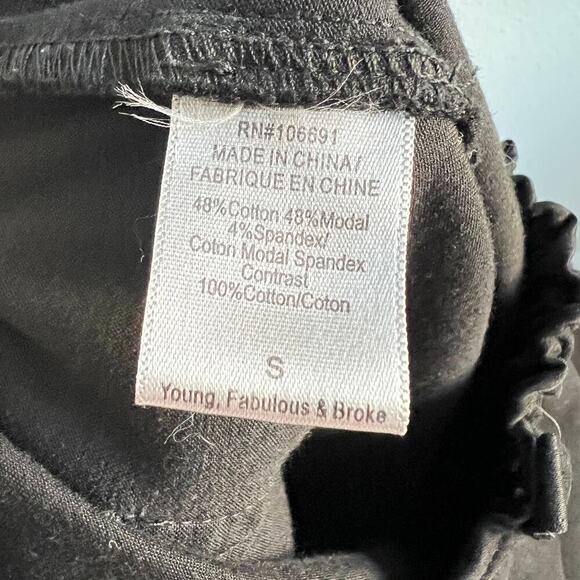 RN#106691
MADE IN CHINA/
FABRIQUE EN CHINE
48%Cotton 48%Modal
4%Spandex/
Coton Modal Spandex
Contrast
100%Cotton/Coton
S
Young, Fabulous & Broke